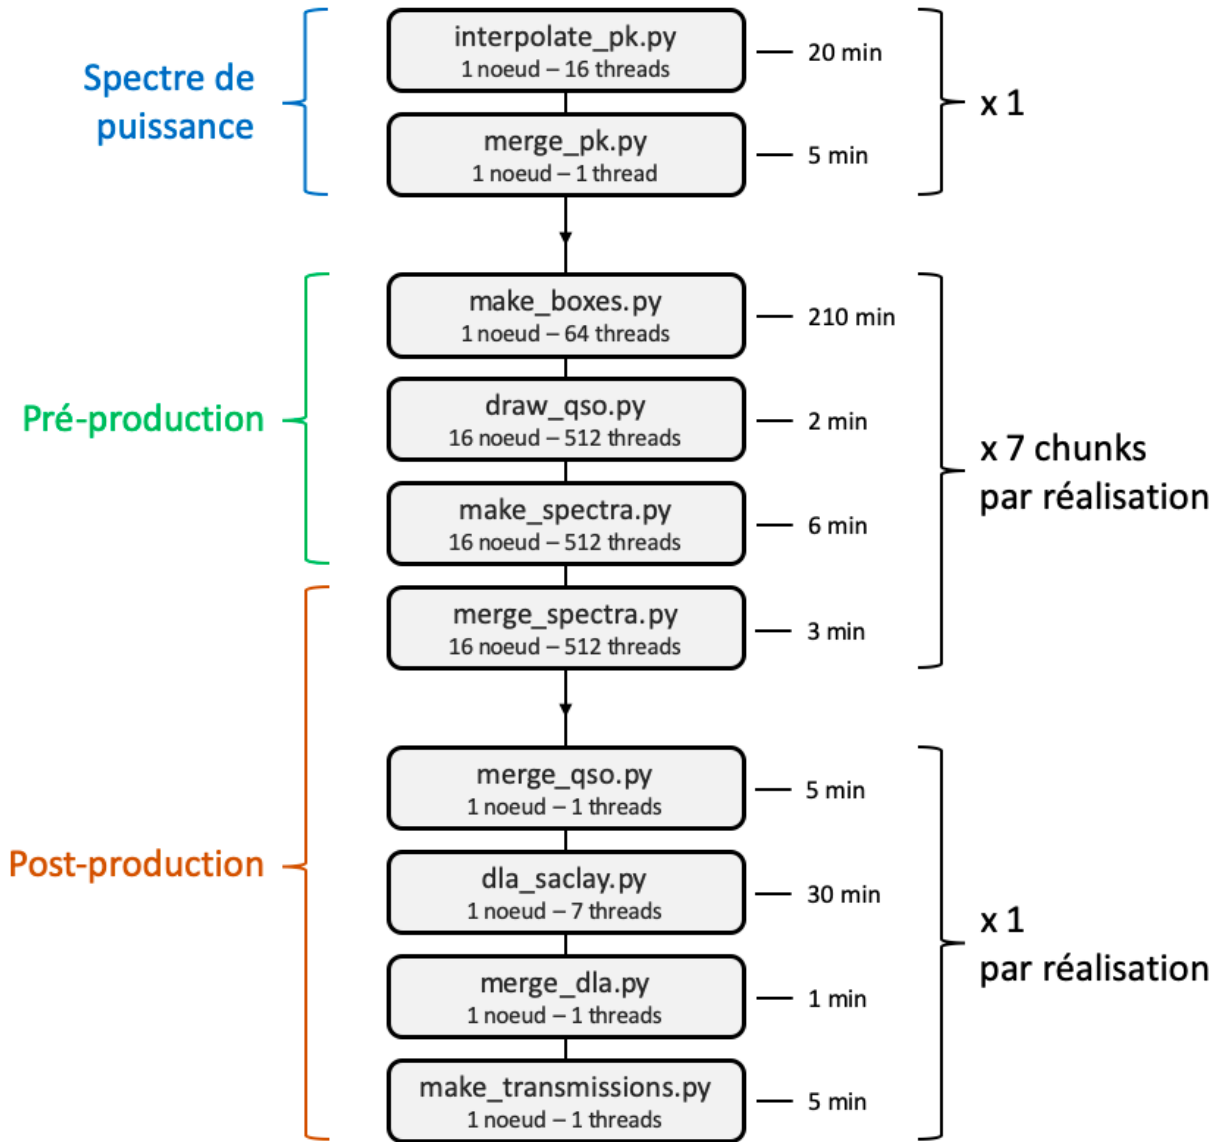 interpolate_pk.py
1 noeud – 16 threads
20 min
Spectre de
puissance
x 1
merge_pk.py
1 noeud – 1 thread
5 min
make_boxes.py
1 noeud – 64 threads
210 min
draw_qso.py
16 noeud – 512 threads
2 min
Pré-production
x 7 chunks
par réalisation
make_spectra.py
16 noeud – 512 threads
6 min
merge_spectra.py
16 noeud – 512 threads
3 min
merge_qso.py
1 noeud – 1 threads
5 min
Post-production
dla_saclay.py
1 noeud – 7 threads
30 min
x 1
par réalisation
merge_dla.py
1 noeud – 1 threads
1 min
make_transmissions.py
1 noeud – 1 threads
5 min